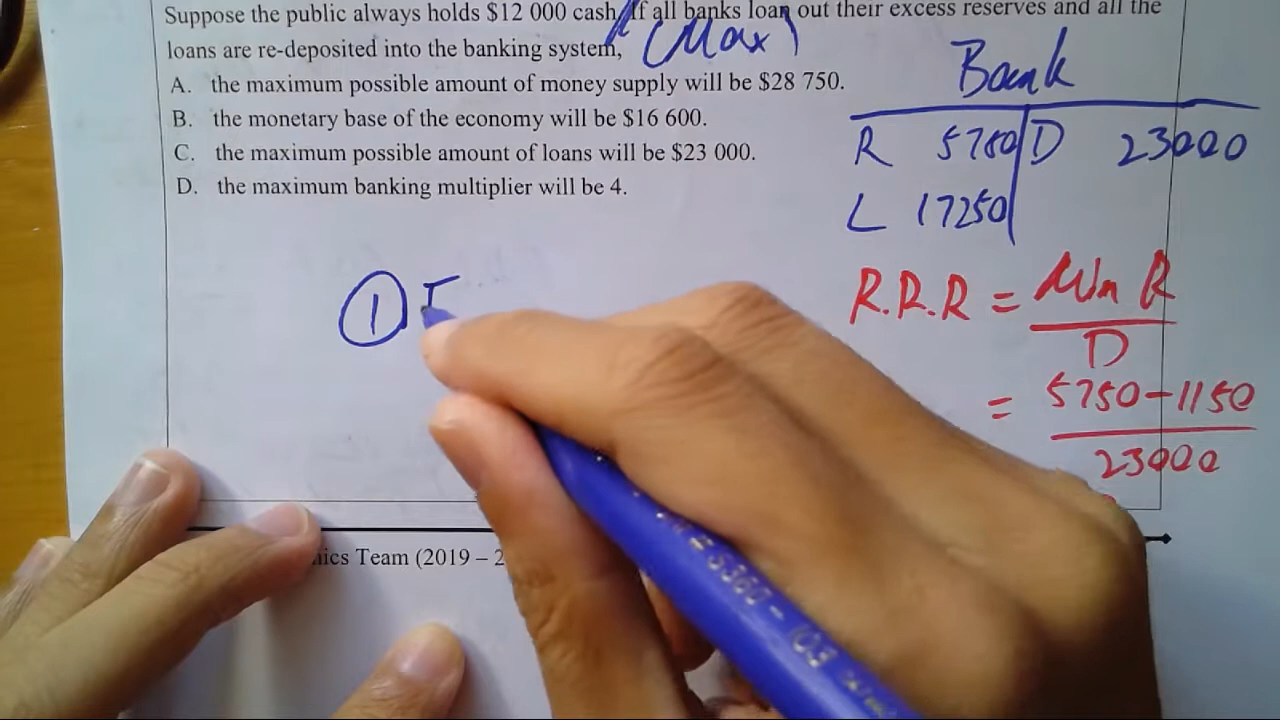 Suppose the public always holds $12 000 cash. If all banks loan out their excess reserves and all the
loans are re-deposited into the banking system, (Max)
A. the maximum possible amount of money supply will be $28 750.
B. the monetary base of the economy will be $16 600.
C. the maximum possible amount of loans will be $23 000.
D. the maximum banking multiplier will be 4.
Bank
R 5750 D 23000
L 17250
R.R.R = Min R
D
= 5750-1150
23000
①
Team (2019 –